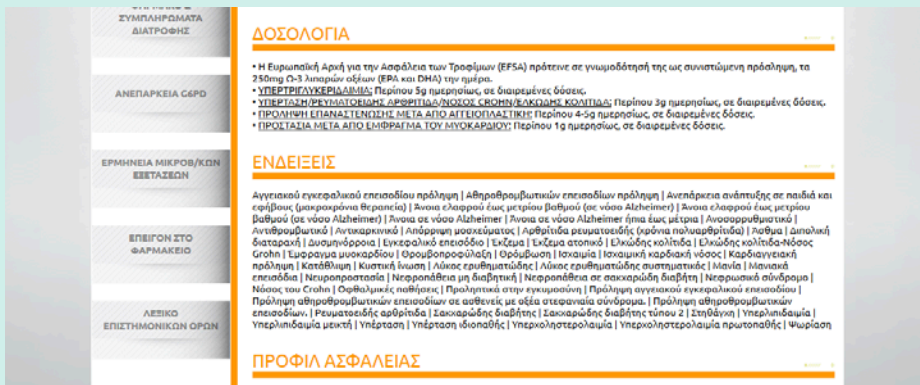 ΣΥΜΠΛΗΡΩΜΑΤΑ
ΔΙΑΤΡΟΦΗΣ
ΑΝΕΠΑΡΚΕΙΑ G6PD
ΕΡΜΗΝΕΙΑ ΜΙΚΡΟΒ/ΚΩΝ
ΕΞΕΤΑΣΕΩΝ
ΕΠΕΙΓΟΝ ΣΤΟ
ΦΑΡΜΑΚΕΙΟ
ΛΕΞΙΚΟ
ΕΠΙΣΤΗΜΟΝΙΚΩΝ ΟΡΩΝ
ΔΟΣΟΛΟΓΙΑ
• Η Ευρωπαϊκή Αρχή για την Ασφάλεια των Τροφίμων (EFSA) πρότεινε σε γνωμοδότησή της ως συνιστώμενη πρόσληψη, τα
250mg Ω-3 λιπαρών οξέων (EPA και DHA) την ημέρα.
• ΥΠΕΡΤΡΙΓΛΥΚΕΡΙΔΑΙΜΙΑ: Περίπου 5g ημερησίως, σε διαιρεμένες δόσεις.
• ΥΠΕΡΤΑΣΗ/ΡΕΥΜΑΤΟΕΙΔΗΣ ΑΡΘΡΙΤΙΔΑ/ΝΟΣΟΣ CROHN/ΕΛΚΩΔΗΣ ΚΟΛΙΤΙΔΑ: Περίπου 3g ημερησίως, σε διαιρεμένες δόσεις.
• ΠΡΟΛΗΨΗ ΕΠΑΝΑΣΤΕΝΩΣΗΣ ΜΕΤΑ ΑΠΟ ΑΓΓΕΙΟΠΛΑΣΤΙΚΗ: Περίπου 4-5g ημερησίως, σε διαιρεμένες δόσεις.
• ΠΡΟΣΤΑΣΙΑ ΜΕΤΑ ΑΠΟ ΕΜΦΡΑΓΜΑ ΤΟΥ ΜΥΟΚΑΡΔΙΟΥ: Περίπου 1g ημερησίως, σε διαιρεμένες δόσεις.
ΕΝΔΕΙΞΕΙΣ
Αγγειακού εγκεφαλικού επεισοδίου πρόληψη | Αθηροθρομβωτικών επεισοδίων πρόληψη | Ανεπάρκεια ανάπτυξης σε παιδιά και
εφήβους (μακροχρόνια θεραπεία) | Άνοια ελαφρού έως μετρίου βαθμού (σε νόσο Alzheimer) | Άνοια ελαφρού έως μετρίου
βαθμού (σε νόσο Alzheimer) | Άνοια σε νόσο Alzheimer | Άνοια σε νόσο Alzheimer ήπια έως μέτρια | Ανοσορρυθμιστικό |
Αντιθρομβωτικό | Αντικαρκινικό | Απόρριψη μοσχεύματος | Αρθρίτιδα ρευματοειδής (χρόνια πολυαρθρίτιδα) | Άσθμα | Διπολική
διαταραχή | Δυσμηνόρροια | Εγκεφαλικό επεισόδιο | Έκζεμα | Έκζεμα ατοπικό | Ελκώδης κολίτιδα | Ελκώδης κολίτιδα-Νόσος
Grohn | Έμφραγμα μυοκαρδίου | Θρομβοπροφύλαξη | Θρόμβωση | Ισχαιμία | Ισχαιμική καρδιακή νόσος | Καρδιαγγειακή
πρόληψη | Κατάθλιψη | Κυστική ίνωση | Λύκος ερυθηματώδης | Λύκος ερυθηματώδης συστηματικός | Μανία | Μανιακά
επεισόδια | Νευροπροστασία | Νεφροπάθεια μη διαβητική | Νεφροπάθεια σε σακχαρώδη διαβήτη | Νεφρωσικό σύνδρομο |
Νόσος του Crohn | Οφθαλμικές παθήσεις | Προληπτικά στην εγκυμοσύνη | Πρόληψη αγγειακού εγκεφαλικού επεισοδίου |
Πρόληψη αθηροθρομβωτικών επεισοδίων σε ασθενείς με οξέα στεφανιαία σύνδρομα. | Πρόληψη αθηροθρομβωτικών
επεισοδίων. | Ρευματοειδής αρθρίτιδα | Σακχαρώδης διαβήτης | Σακχαρώδης διαβήτης τύπου 2 | Στηθάγχη | Υπερλιπιδαιμία |
Υπερλιπιδαιμία μεικτή | Υπέρταση | Υπέρταση ιδιοπαθής | Υπερχοληστερολαιμία | Υπερχοληστερολαιμία πρωτοπαθής | Ψωρίαση
ΠΡΟΦΙΛ ΑΣΦΑΛΕΙΑΣ